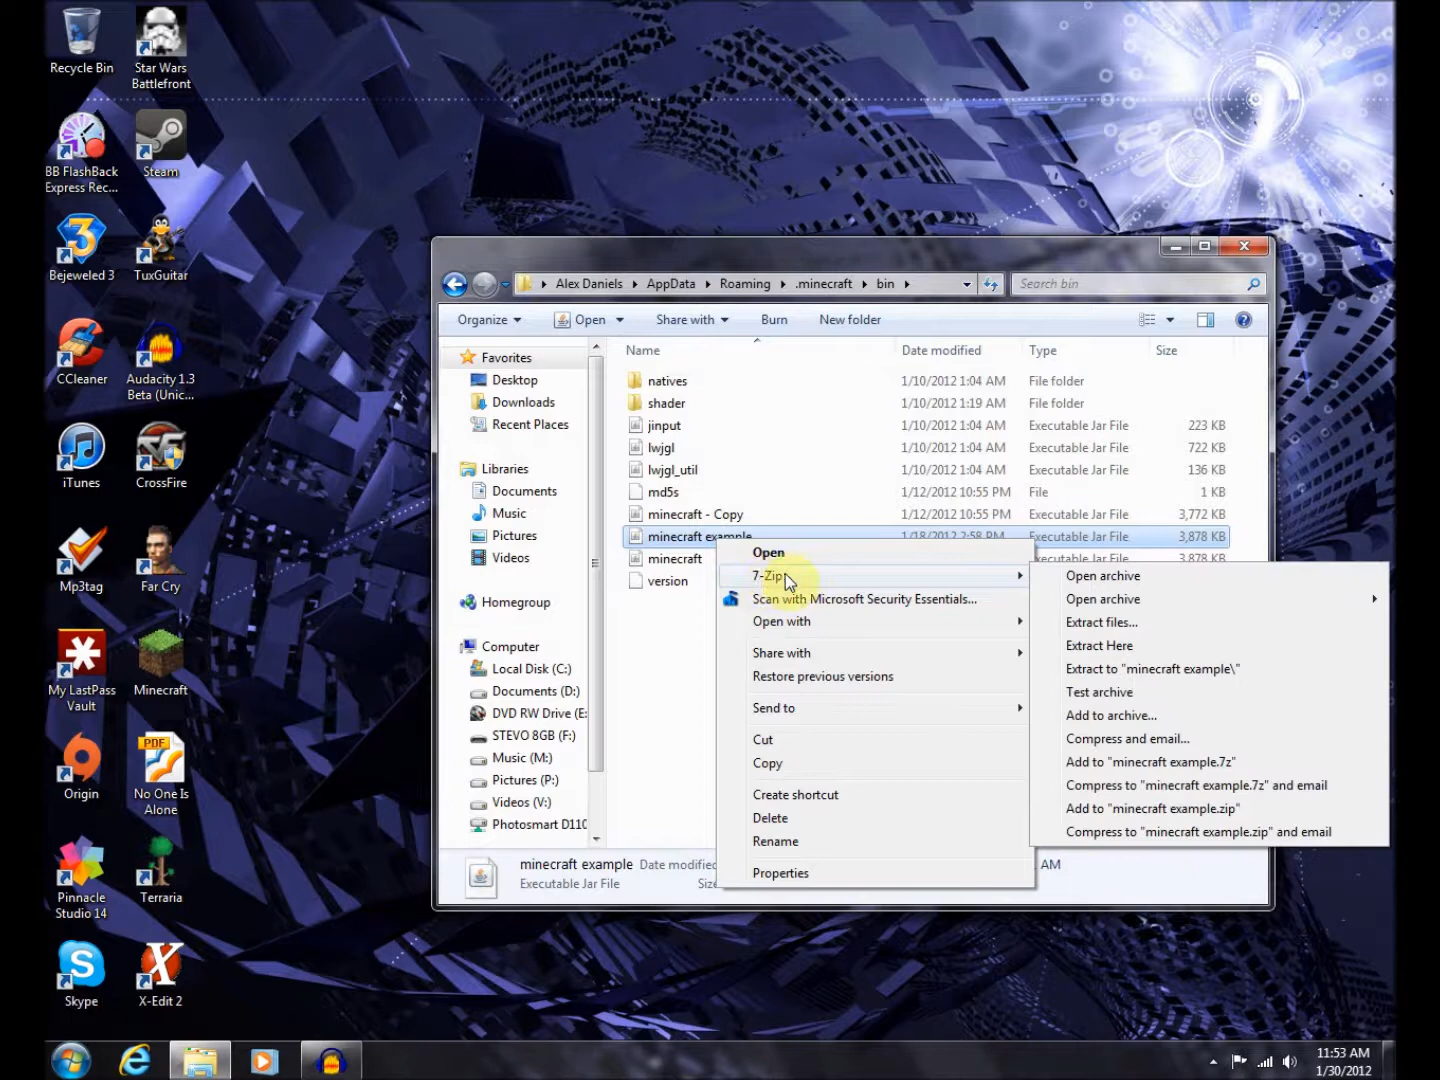 Recycle Bin
Star Wars
Battlefront
BB FlashBack
Express Rec...
Steam
Bejeweled 3
TuxGuitar
CCleaner
Audacity 1.3
Beta (Unic...
iTunes
CrossFire
Mp3tag
Far Cry
My LastPass
Vault
Minecraft
Origin
PDF
No One Is
Alone
Pinnacle
Studio 14
Terraria
Skype
X-Edit 2
Alex Daniels
AppData
Roaming
.minecraft
bin
Search bin
Organize
Open
Share with
Burn
New folder
Favorites
Desktop
Downloads
Recent Places
Libraries
Documents
Music
Pictures
Videos
Homegroup
Computer
Local Disk (C:)
Documents (D:)
DVD RW Drive (E:
STEVO 8GB (F:)
Music (M:)
Pictures (P:)
Videos (V:)
Photosmart D110
Name Date modified Type Size
natives 1/10/2012 1:04 AM File folder
shader 1/10/2012 1:19 AM File folder
jinput 1/10/2012 1:04 AM Executable Jar File 223 KB
lwjgl 1/10/2012 1:04 AM Executable Jar File 722 KB
lwjgl_util 1/10/2012 1:04 AM Executable Jar File 136 KB
md5s 1/12/2012 10:55 PM File 1 KB
minecraft - Copy 1/12/2012 10:55 PM Executable Jar File 3,772 KB
minecraft example 1/18/2012 2:58 PM Executable Jar File 3,878 KB
minecraft Executable Jar File 3,878 KB
version
Open
7-Zip
Scan with Microsoft Security Essentials...
Open with
Share with
Restore previous versions
Send to
Cut
Copy
Create shortcut
Delete
Rename
Properties
Open archive
Open archive
Extract files...
Extract Here
Extract to "minecraft example\"
Test archive
Add to archive...
Compress and email...
Add to "minecraft example.7z"
Compress to "minecraft example.7z" and email
Add to "minecraft example.zip"
Compress to "minecraft example.zip" and email
minecraft example Date modified AM
Executable Jar File
11:53 AM
1/30/2012